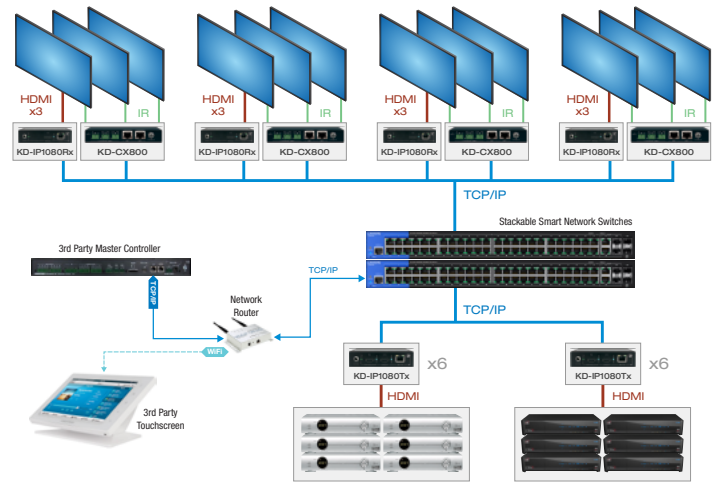 HDMI
x3
IR
HDMI
x3
IR
HDMI
x3
IR
HDMI
x3
IR
KD-IP1080Rx
KD-CX800
KD-IP1080Rx
KD-CX800
KD-IP1080Rx
KD-CX800
KD-IP1080Rx
KD-CX800
TCP/IP
Stackable Smart Network Switches
3rd Party Master Controller
TCP/IP
TCP/IP
Network
Router
TCP/IP
WiFi
KD-IP1080Tx
x6
KD-IP1080Tx
x6
HDMI
HDMI
3rd Party
Touchscreen